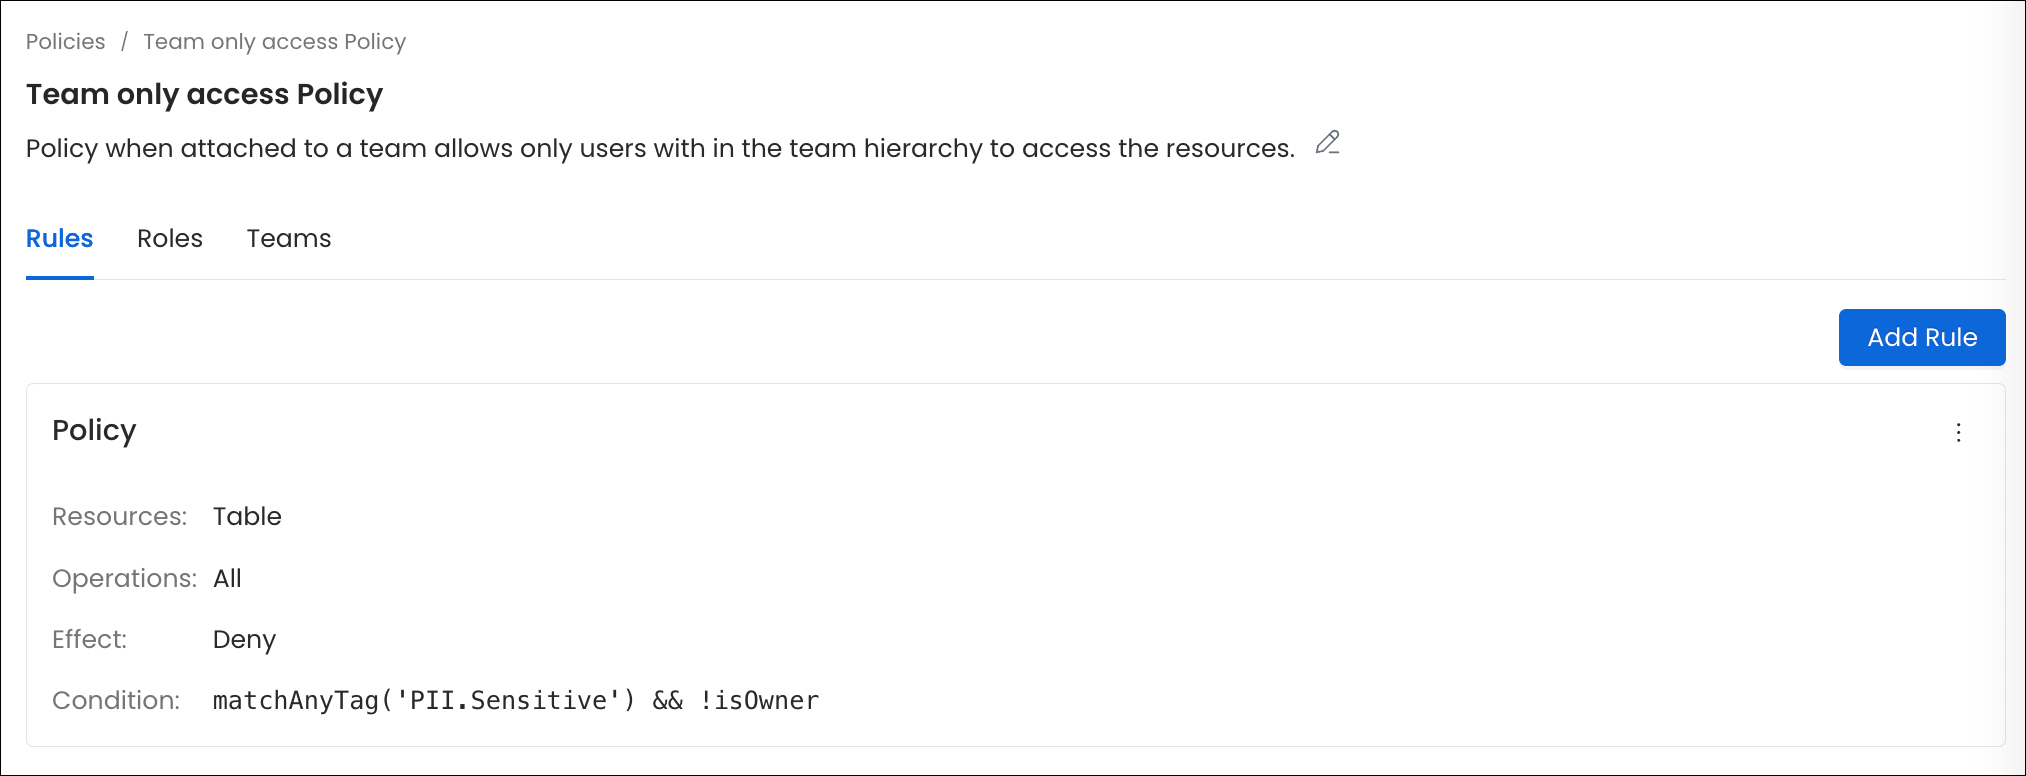 Policies / Team only access Policy
Team only access Policy
Policy when attached to a team allows only users with in the team hierarchy to access the resources.
Rules Roles Teams
Add Rule
Policy
Resources: Table
Operations: All
Effect: Deny
Condition: matchAnyTag('PII.Sensitive') && !isOwner